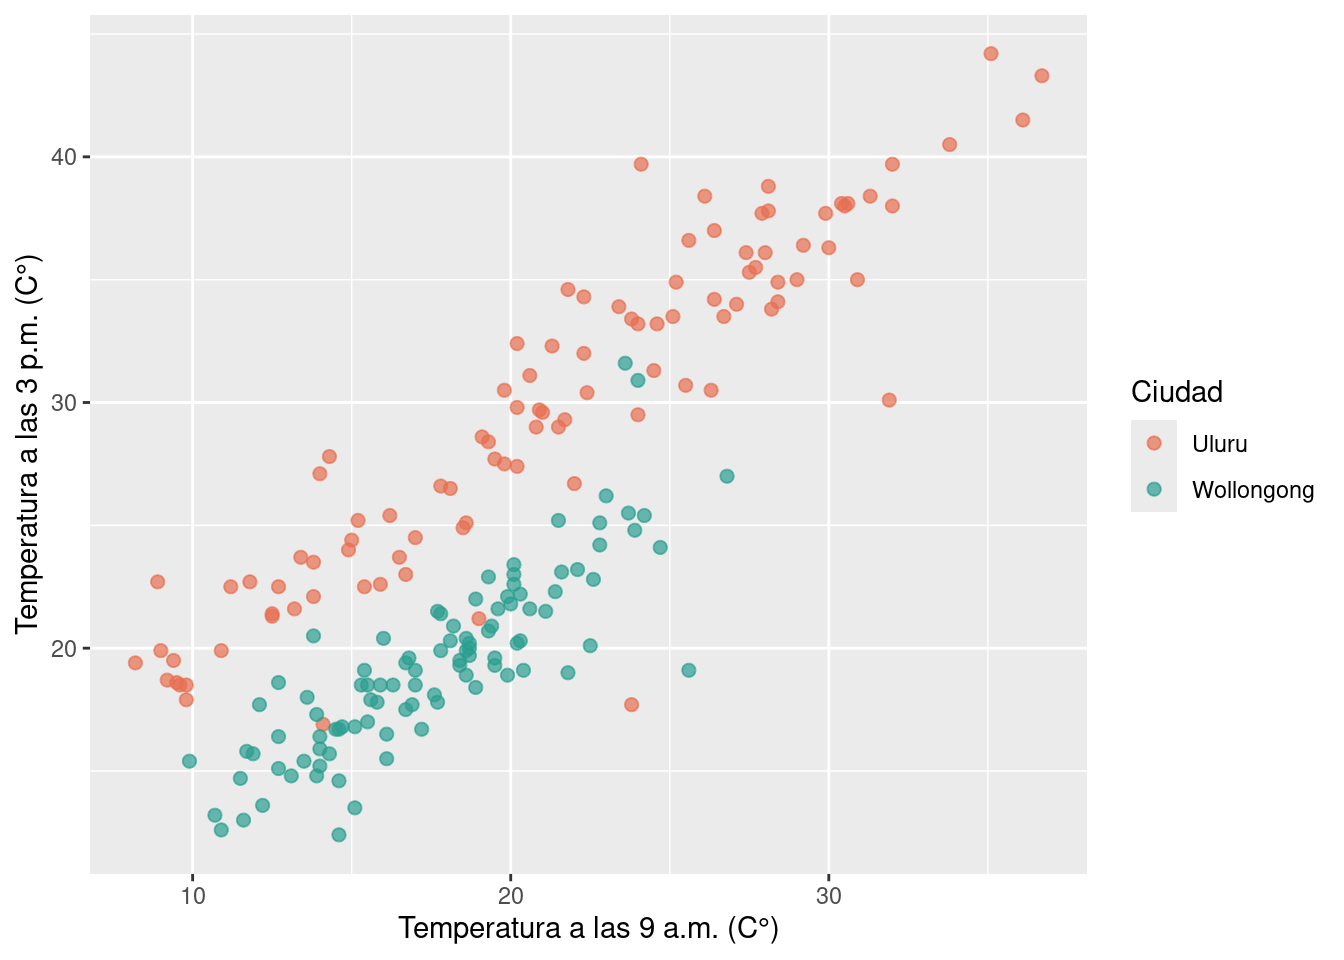 40
30
20
10
20
30
Temperatura a las 3 p.m. (C°)
Temperatura a las 9 a.m. (C°)
Ciudad
Uluru
Wollongong